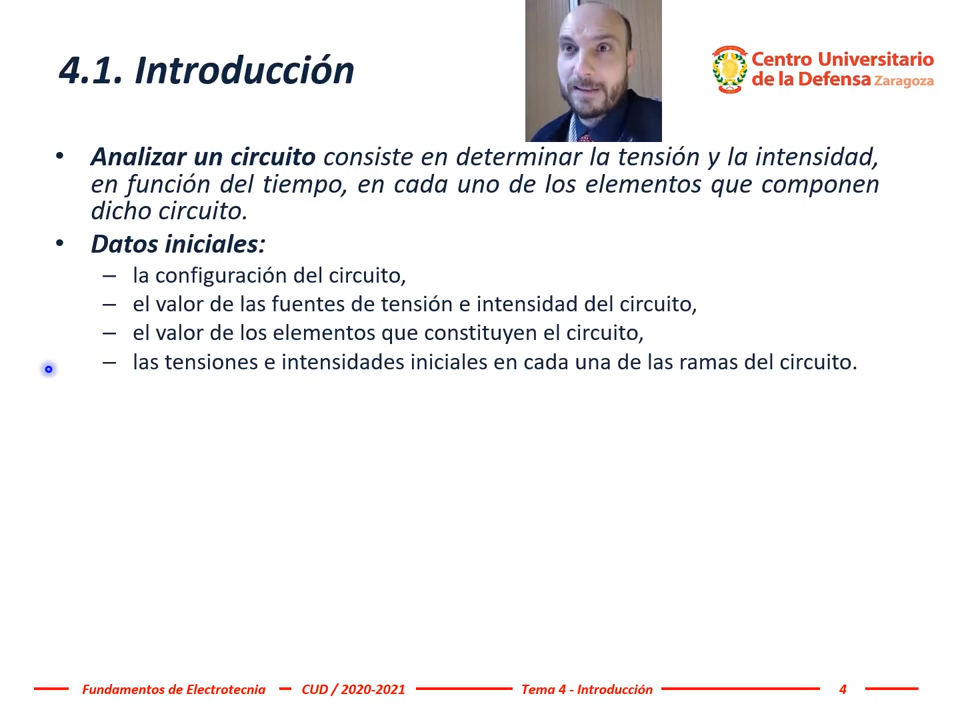 4.1. Introducción
Centro Universitario
de la Defensa Zaragoza
• Analizar un circuito consiste en determinar la tensión y la intensidad,
en función del tiempo, en cada uno de los elementos que componen
dicho circuito.
• Datos iniciales:
– la configuración del circuito,
– el valor de las fuentes de tensión e intensidad del circuito,
– el valor de los elementos que constituyen el circuito,
– las tensiones e intensidades iniciales en cada una de las ramas del circuito.
Fundamentos de Electrotecnia CUD / 2020-2021 Tema 4 - Introducción 4